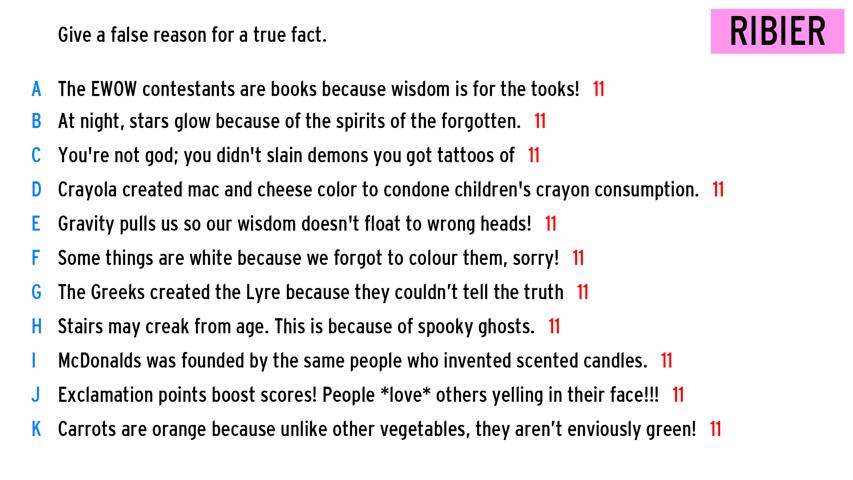 Give a false reason for a true fact.
RIBIER
A The EWOW contestants are books because wisdom is for the tooks! 11
B At night, stars glow because of the spirits of the forgotten. 11
C You're not god; you didn't slain demons you got tattoos of 11
D Crayola created mac and cheese color to condone children's crayon consumption. 11
E Gravity pulls us so our wisdom doesn't float to wrong heads! 11
F Some things are white because we forgot to colour them, sorry! 11
G The Greeks created the Lyre because they couldn’t tell the truth 11
H Stairs may creak from age. This is because of spooky ghosts. 11
I McDonalds was founded by the same people who invented scented candles. 11
J Exclamation points boost scores! People *love* others yelling in their face!!! 11
K Carrots are orange because unlike other vegetables, they aren’t enviously green! 11